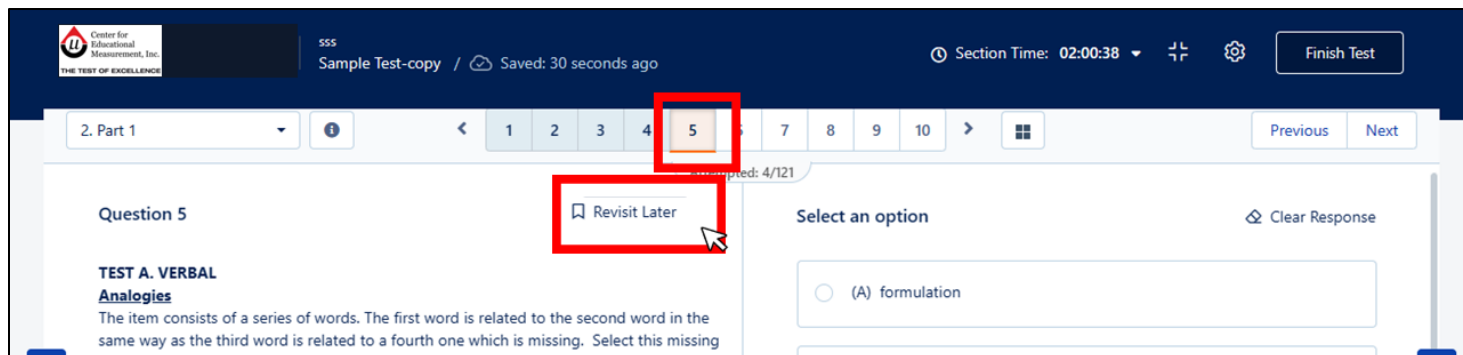 Center for
Educational
Measurement, Inc.
THE TEST OF EXCELLENCE
sss
Sample Test-copy / Saved: 30 seconds ago
Section Time: 02:00:38
Finish Test
2. Part 1
1 2 3 4 5 6 7 8 9 10
Previous Next
Attempted: 4/121
Question 5
Revisit Later
Select an option
Clear Response
TEST A. VERBAL
Analogies
The item consists of a series of words. The first word is related to the second word in the
same way as the third word is related to a fourth one which is missing. Select this missing
(A) formulation